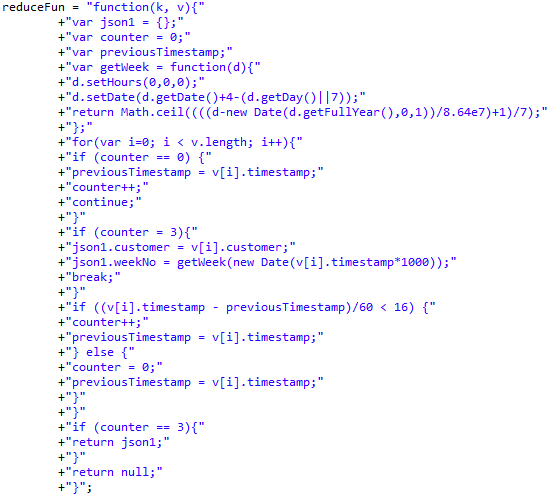 reduceFun = "function(k, v){"
+"var json1 = {};"
+"var counter = 0;"
+"var previousTimestamp;"
+"var getWeek = function(d){"
+"d.setHours(0,0,0);"
+"d.setDate(d.getDate()+4-(d.getDay()||7));"
+"return Math.ceil((((d-new Date(d.getFullYear(),0,1))/8.64e7)+1)/7);"
+"};"
+"for(var i=0; i < v.length; i++){"
+"if (counter == 0) {"
+"previousTimestamp = v[i].timestamp;"
+"counter++;"
+"continue;"
+"}"
+"if (counter = 3){"
+"json1.customer = v[i].customer;"
+"json1.weekNo = getWeek(new Date(v[i].timestamp*1000));"
+"break;"
+"}"
+"if ((v[i].timestamp - previousTimestamp)/60 < 16) {"
+"counter++;"
+"previousTimestamp = v[i].timestamp;"
+"} else {"
+"counter = 0;"
+"previousTimestamp = v[i].timestamp;"
+"}"
+"}"
+"if (counter == 3){"
+"return json1;"
+"}"
+"return null;"
+"}";